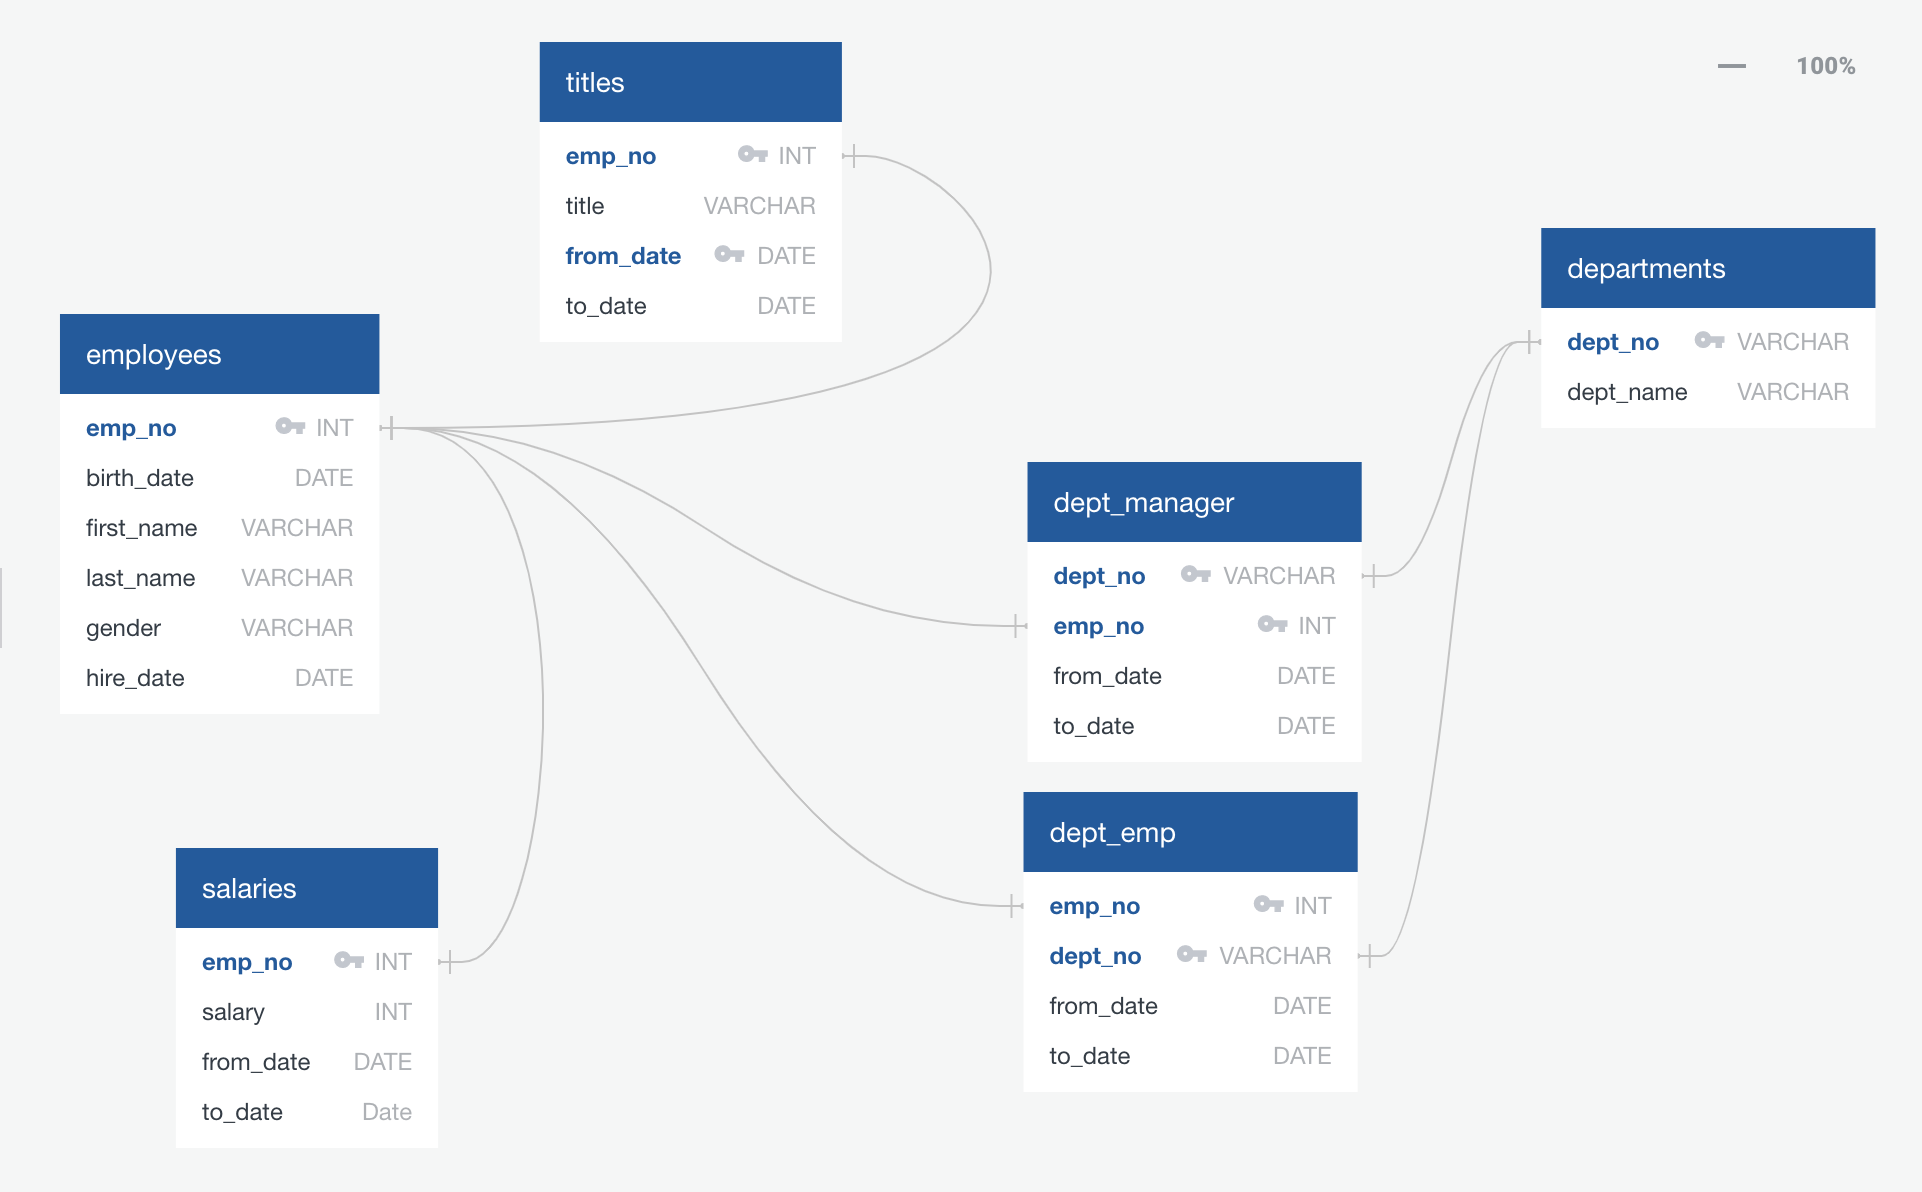 100%
titles
emp_no INT
title VARCHAR
from_date DATE
to_date DATE
departments
dept_no VARCHAR
dept_name VARCHAR
employees
emp_no INT
birth_date DATE
first_name VARCHAR
last_name VARCHAR
gender VARCHAR
hire_date DATE
dept_manager
dept_no VARCHAR
emp_no INT
from_date DATE
to_date DATE
dept_emp
emp_no INT
dept_no VARCHAR
from_date DATE
to_date DATE
salaries
emp_no INT
salary INT
from_date DATE
to_date Date